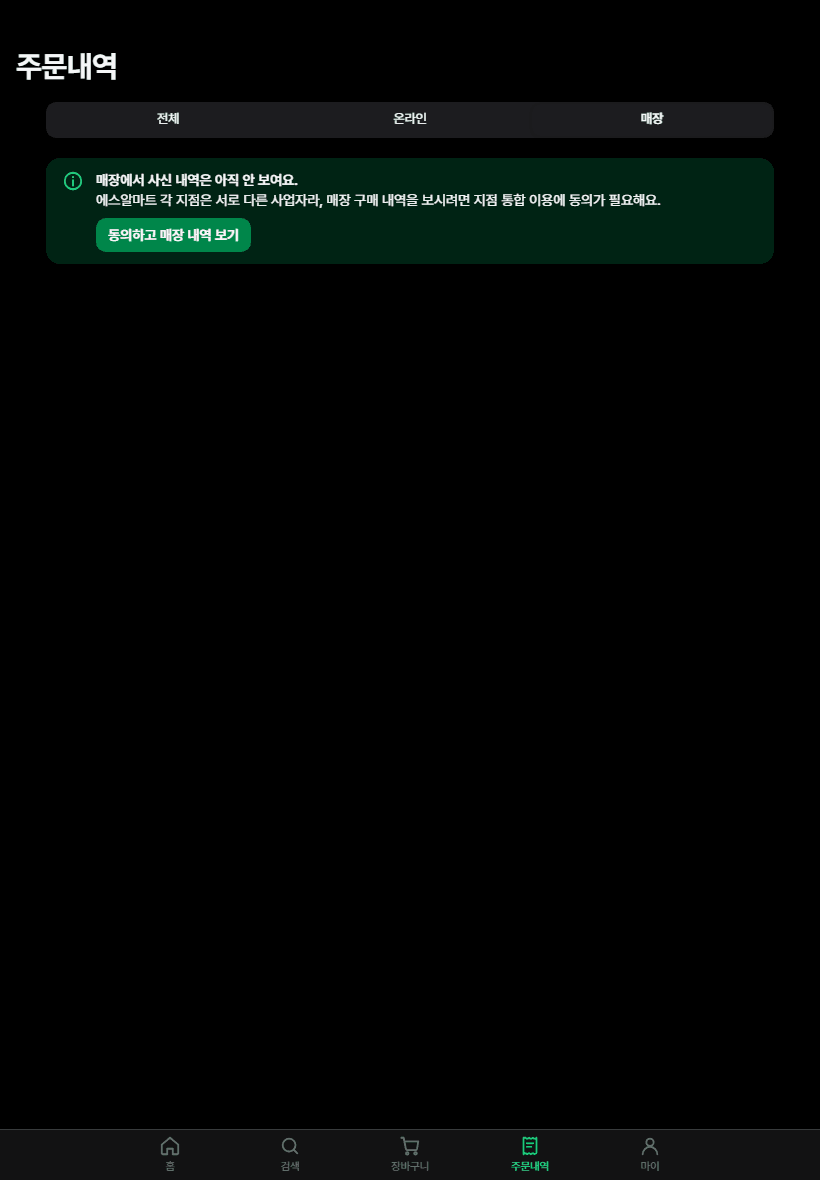 주문내역
전체
온라인
매장
매장에서 사신 내역은 아직 안 보여요.
에스알마트 각 지점은 서로 다른 사업자라, 매장 구매 내역을 보시려면 지점 통합 이용에 동의가 필요해요.
동의하고 매장 내역 보기
홈
검색
장바구니
주문내역
마이